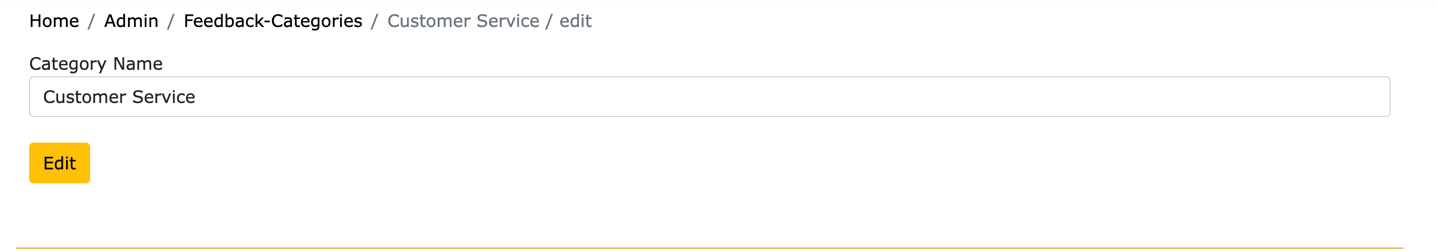 Home / Admin / Feedback-Categories / Customer Service / edit
Category Name
Customer Service
Edit